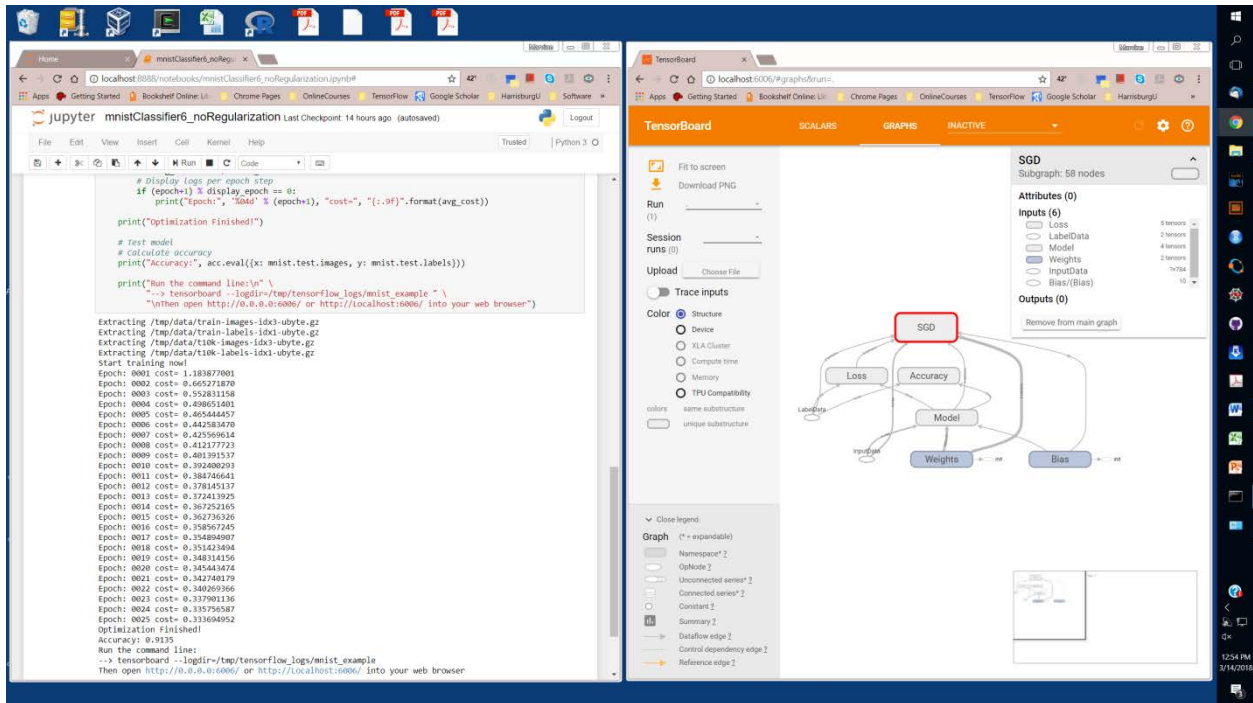 Home
mnistClassifier6_noRegu
localhost:8888/notebooks/mnistClassifier6_noRegularization.ipynb#
42°
Apps Getting Started Bookshelf Online: Li Chrome Pages OnlineCourses TensorFlow Google Scholar HarrisburgU Software »
jupyter mnistClassifier6_noRegularization Last Checkpoint: 14 hours ago (autosaved)
Logout
File Edit View Insert Cell Kernel Help
Trusted
Python 3
Run
Code
# Display logs per epoch step
if (epoch+1) % display_epoch == 0:
print("Epoch:", '%04d' % (epoch+1), "cost=", "{:.9f}".format(avg_cost))
print("Optimization Finished!")
# Test model
# Calculate accuracy
print("Accuracy:", acc.eval({x: mnist.test.images, y: mnist.test.labels}))
print("Run the command line:\n" \
"--> tensorboard --logdir=/tmp/tensorflow_logs/mnist_example " \
"\nThen open http://0.0.0.0:6006/ or http://Localhost:6006/ into your web browser")
Extracting /tmp/data/train-images-idx3-ubyte.gz
Extracting /tmp/data/train-labels-idx1-ubyte.gz
Extracting /tmp/data/t10k-images-idx3-ubyte.gz
Extracting /tmp/data/t10k-labels-idx1-ubyte.gz
Start training now!
Epoch: 0001 cost= 1.183877001
Epoch: 0002 cost= 0.665271870
Epoch: 0003 cost= 0.552831158
Epoch: 0004 cost= 0.498651401
Epoch: 0005 cost= 0.465444457
Epoch: 0006 cost= 0.442583470
Epoch: 0007 cost= 0.425569614
Epoch: 0008 cost= 0.412177723
Epoch: 0009 cost= 0.401391537
Epoch: 0010 cost= 0.392400293
Epoch: 0011 cost= 0.384746641
Epoch: 0012 cost= 0.378145137
Epoch: 0013 cost= 0.372413925
Epoch: 0014 cost= 0.367252165
Epoch: 0015 cost= 0.362736326
Epoch: 0016 cost= 0.358567245
Epoch: 0017 cost= 0.354894907
Epoch: 0018 cost= 0.351423494
Epoch: 0019 cost= 0.348314156
Epoch: 0020 cost= 0.345443474
Epoch: 0021 cost= 0.342740179
Epoch: 0022 cost= 0.340269366
Epoch: 0023 cost= 0.337901136
Epoch: 0024 cost= 0.335756587
Epoch: 0025 cost= 0.333694952
Optimization Finished!
Accuracy: 0.9135
Run the command line:
--> tensorboard --logdir=/tmp/tensorflow_logs/mnist_example
Then open http://0.0.0.0:6006/ or http://Localhost:6006/ into your web browser
TensorBoard
localhost:6006/#graphs&run=.
42°
Apps Getting Started Bookshelf Online: Lib Chrome Pages OnlineCourses TensorFlow Google Scholar HarrisburgU »
TensorBoard
SCALARS
GRAPHS
INACTIVE
Fit to screen
Download PNG
Run
(1)
Session
runs (0)
Upload
Choose File
Trace inputs
Color
Structure
Device
XLA Cluster
Compute time
Memory
TPU Compatibility
colors same substructure
unique substructure
Close legend
Graph (* = expandable)
Namespace* ?
OpNode ?
Unconnected series* ?
Connected series* ?
Constant ?
Summary ?
Dataflow edge ?
Control dependency edge ?
Reference edge ?
SGD
Loss
Accuracy
LabelData
Model
InputData
Weights
init
Bias
init
SGD
Subgraph: 58 nodes
Attributes (0)
Inputs (6)
Loss 5 tensors
LabelData 2 tensors
Model 4 tensors
Weights 2 tensors
InputData ?×784
Bias/(Bias) 10
Outputs (0)
Remove from main graph
12:54 PM
3/14/2018